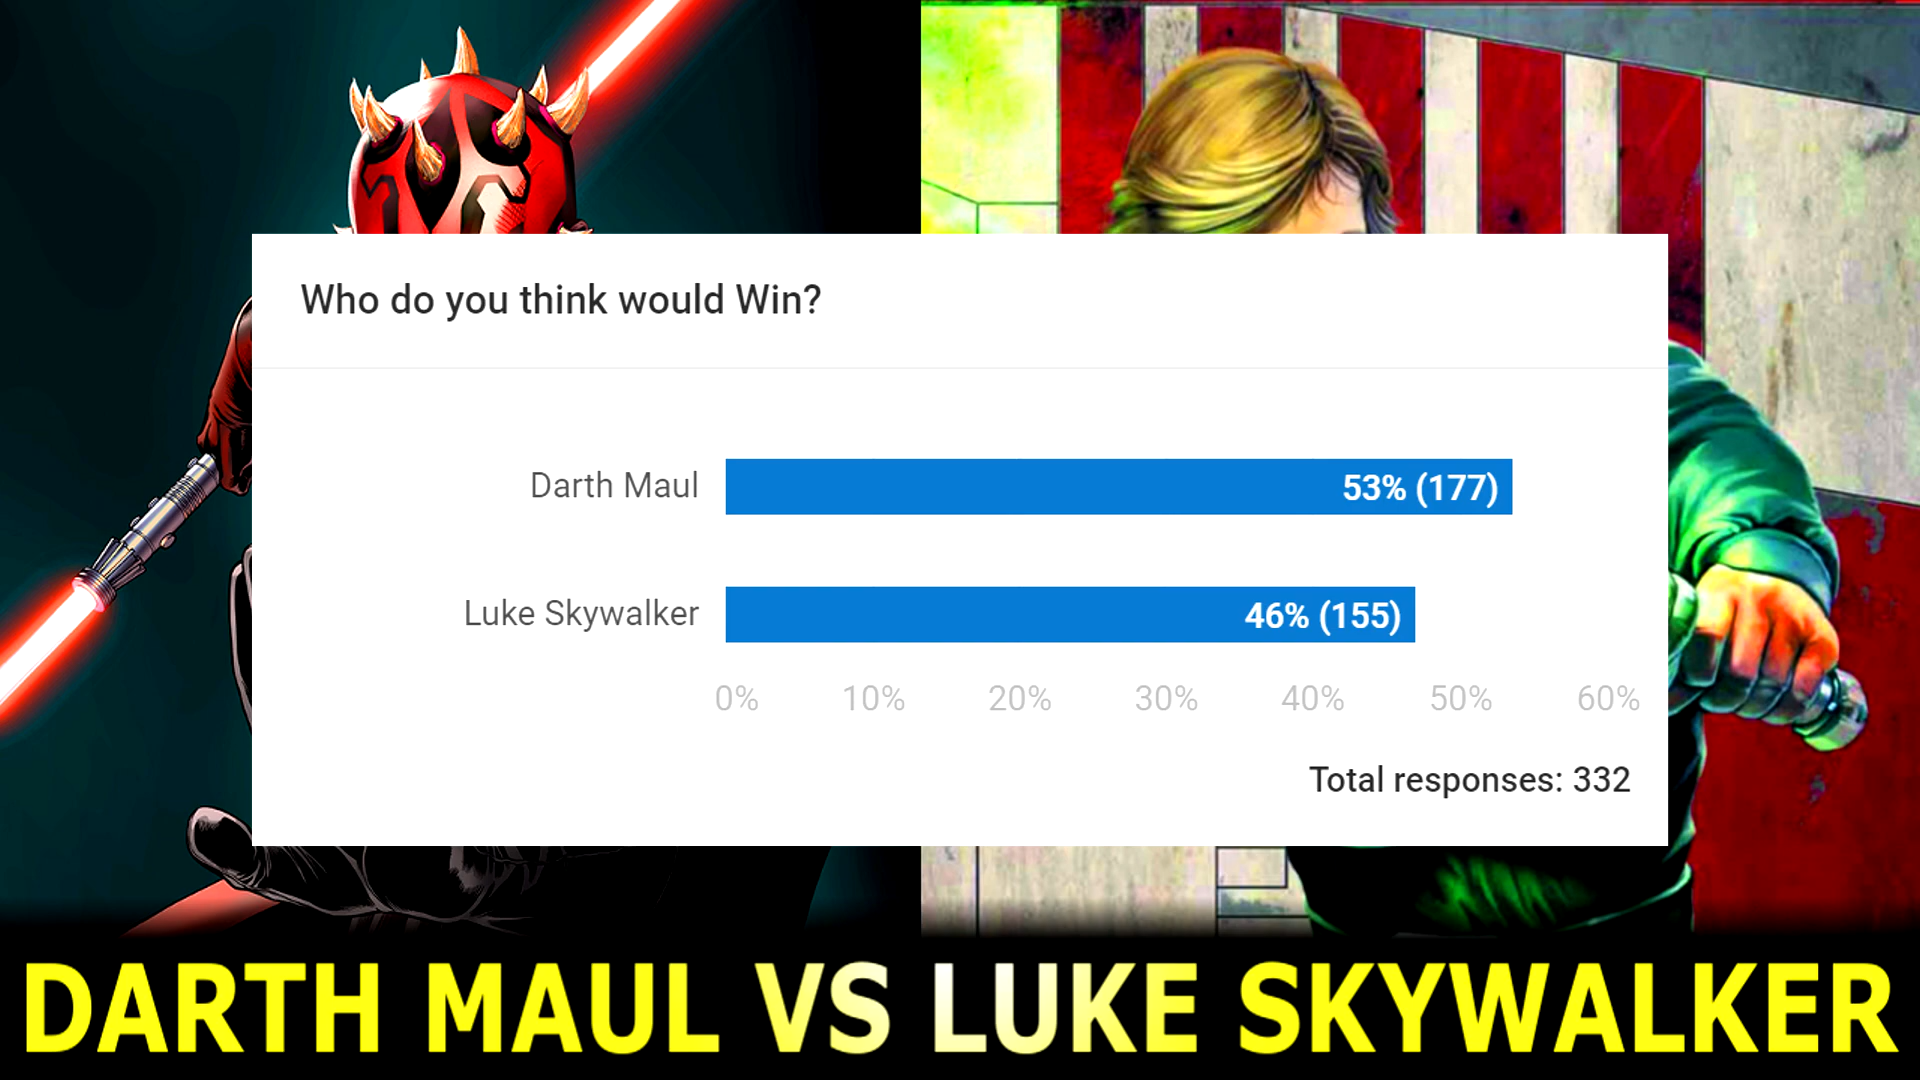 Who do you think would Win?
Darth Maul 53% (177)
Luke Skywalker 46% (155)
0% 10% 20% 30% 40% 50% 60%
Total responses: 332
DARTH MAUL VS LUKE SKYWALKER